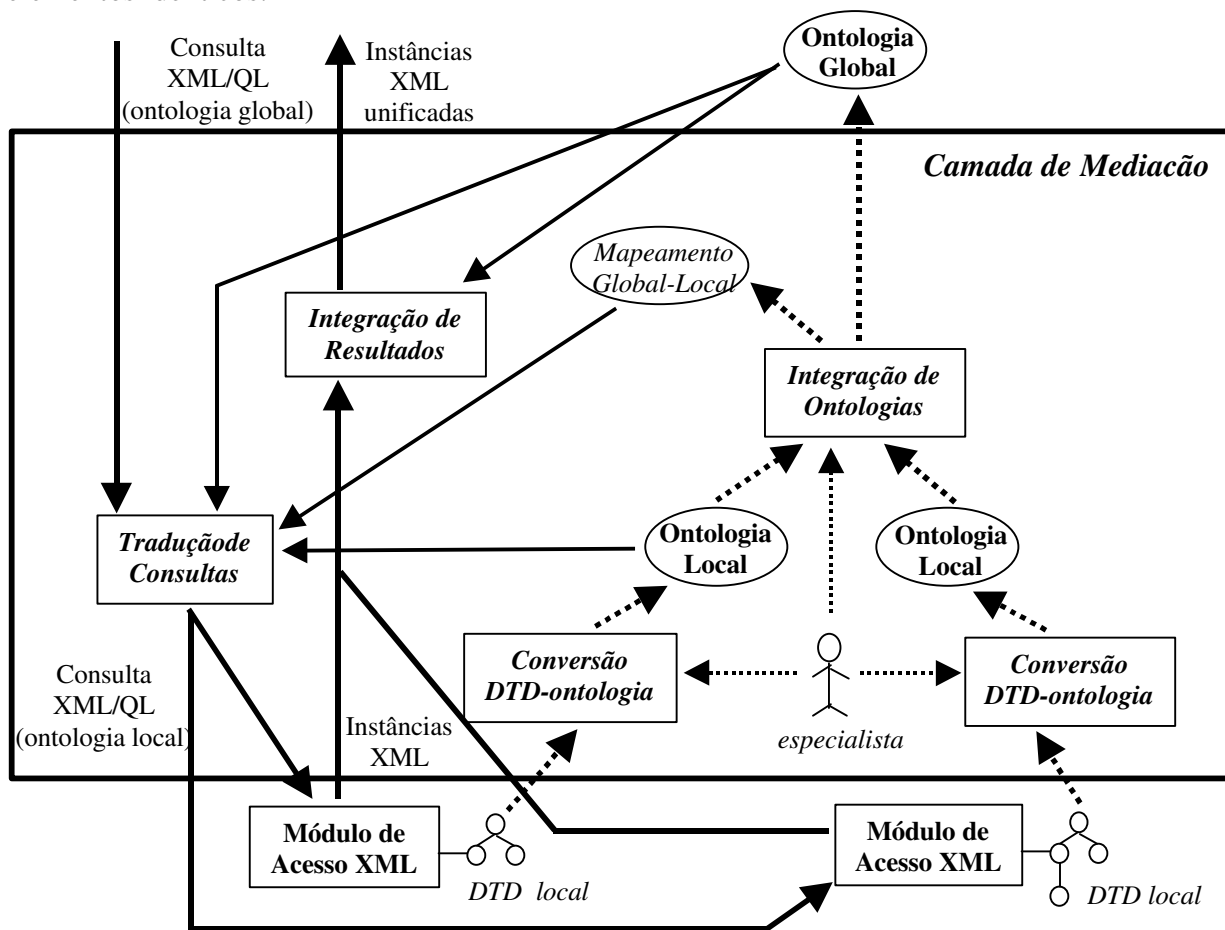 Consulta
XML/QL
(ontologia global)
Instâncias
XML
unificadas
Ontologia
Global
Camada de Mediacão
Mapeamento
Global-Local
Integração de
Resultados
Integração de
Ontologias
Traduçãode
Consultas
Ontologia
Local
Ontologia
Local
Conversão
DTD-ontologia
Conversão
DTD-ontologia
especialista
Consulta
XML/QL
(ontologia local)
Instâncias
XML
Módulo de
Acesso XML
DTD local
Módulo de
Acesso XML
DTD local